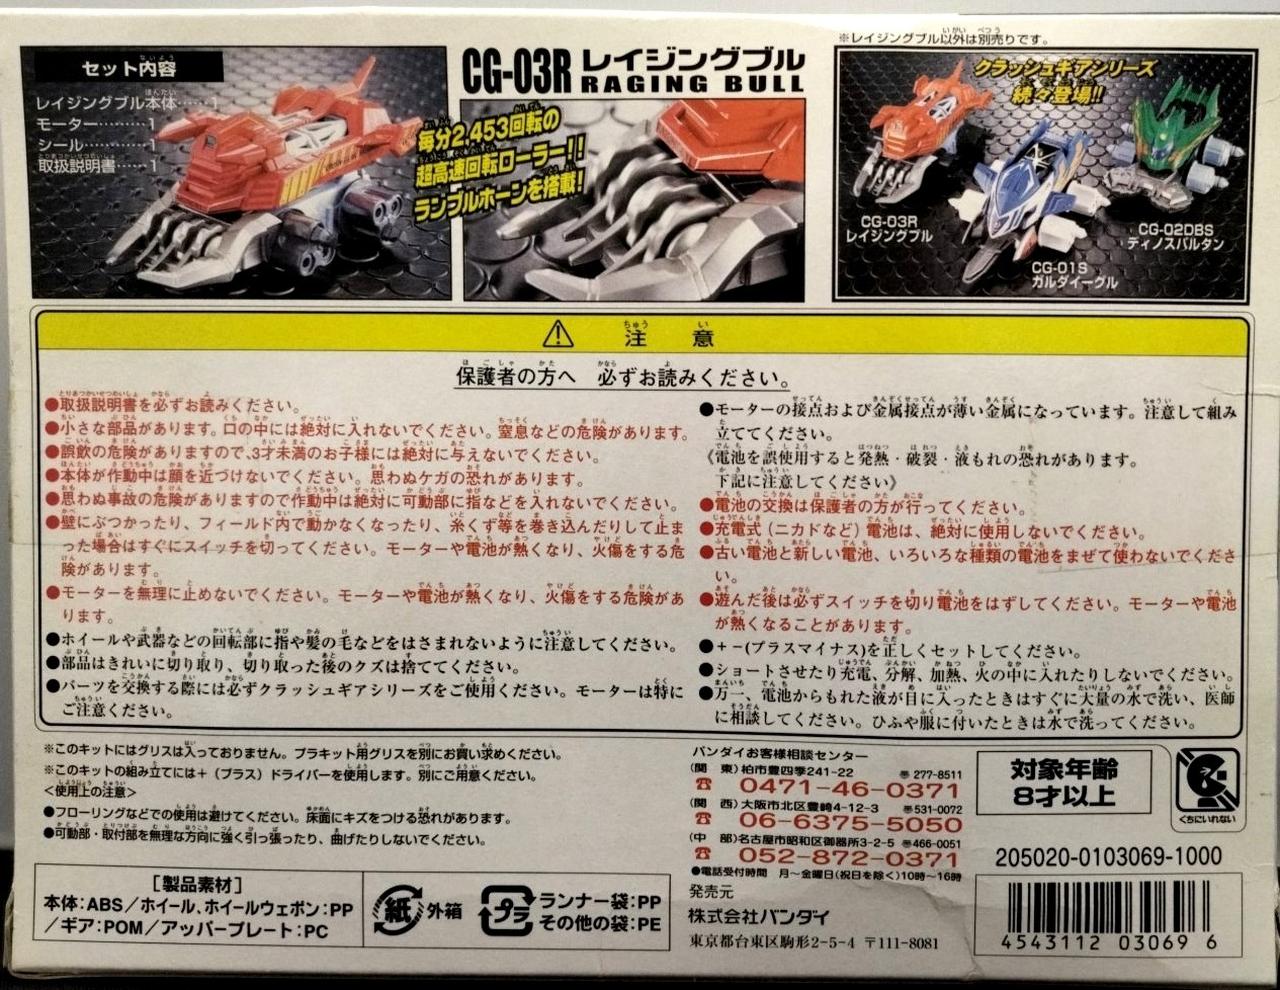 セット内容
レイジングブル本体……1
モーター………1
シール…………1
取扱説明書……1
CG-03R レイジングブル
RAGING BULL
毎分2,453回転の
超高速回転ローラー!!
ランブルホーンを搭載!
※レイジングブル以外は別売りです。
クラッシュギアシリーズ
続々登場!!
CG-03R
レイジングブル
CG-01S
ガルダイーグル
CG-02DBS
ディノスパルタン
注意
保護者の方へ 必ずお読みください。
●取扱説明書を必ずお読みください。
●小さな部品があります。口の中には絶対に入れないでください。窒息などの危険があります。
●誤飲の危険がありますので、3才未満のお子様には絶対に与えないでください。
●本体が作動中は顔を近づけないでください。思わぬケガの恐れがあります。
●思わぬ事故の危険がありますので作動中は絶対に可動部に指などを入れないでください。
●壁にぶつかったり、フィールド内で動かなくなったり、糸くず等を巻き込んだりして止ま
った場合はすぐにスイッチを切ってください。モーターや電池が熱くなり、火傷をする危
険があります。
●モーターを無理に止めないでください。モーターや電池が熱くなり、火傷をする危険があ
ります。
●ホイールや武器などの回転部に指や髪の毛などをはさまれないように注意してください。
●部品はきれいに切り取り、切り取った後のクズは捨ててください。
●パーツを交換する際には必ずクラッシュギアシリーズをご使用ください。モーターは特に
ご注意ください。
●モーターの接点および金属接点が薄い金属になっています。注意して組み
立ててください。
《電池を誤使用すると発熱・破裂・液もれの恐れがあります。
下記に注意してください》
●電池の交換は保護者の方が行ってください。
●充電式(ニカドなど)電池は、絶対に使用しないでください。
●古い電池と新しい電池、いろいろな種類の電池をまぜて使わないでくださ
い。
●遊んだ後は必ずスイッチを切り電池をはずしてください。モーターや電池
が熱くなることがあります。
●+-(プラスマイナス)を正しくセットしてください。
●ショートさせたり充電、分解、加熱、火の中に入れたりしないでください。
●万一、電池からもれた液が目に入ったときはすぐに大量の水で洗い、医師
に相談してください。ひふや服に付いたときは水で洗ってください。
※このキットにはグリスは入っておりません。プラキット用グリスを別にお買い求めください。
※このキットの組み立てには+(プラス)ドライバーを使用します。別にご用意ください。
<使用上の注意>
●フローリングなどでの使用は避けてください。床面にキズをつける恐れがあります。
●可動部・取付部を無理な方向に強く引っ張ったり、曲げたりしないでください。
[製品素材]
本体:ABS/ホイール、ホイールウェポン:PP
/ギア:POM/アッパープレート:PC
紙 外箱
プラ ランナー袋:PP
その他の袋:PE
バンダイお客様相談センター
(関 東)柏市豊四季241-22 〠277-8511
☎ 0471-46-0371
(関 西)大阪市北区豊崎4-12-3 〠531-0072
☎ 06-6375-5050
(中 部)名古屋市昭和区御器所3-2-5 〠466-0051
☎ 052-872-0371
●電話受付時間 月〜金曜日(祝日を除く)10時〜16時
発売元
株式会社バンダイ
東京都台東区駒形2-5-4 〒111-8081
対象年齢
8才以上
くちにいれない
205020-0103069-1000
4543112 03069 6